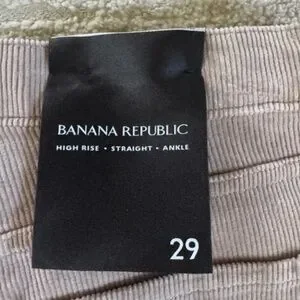 BANANA REPUBLIC
HIGH RISE • STRAIGHT • ANKLE
29